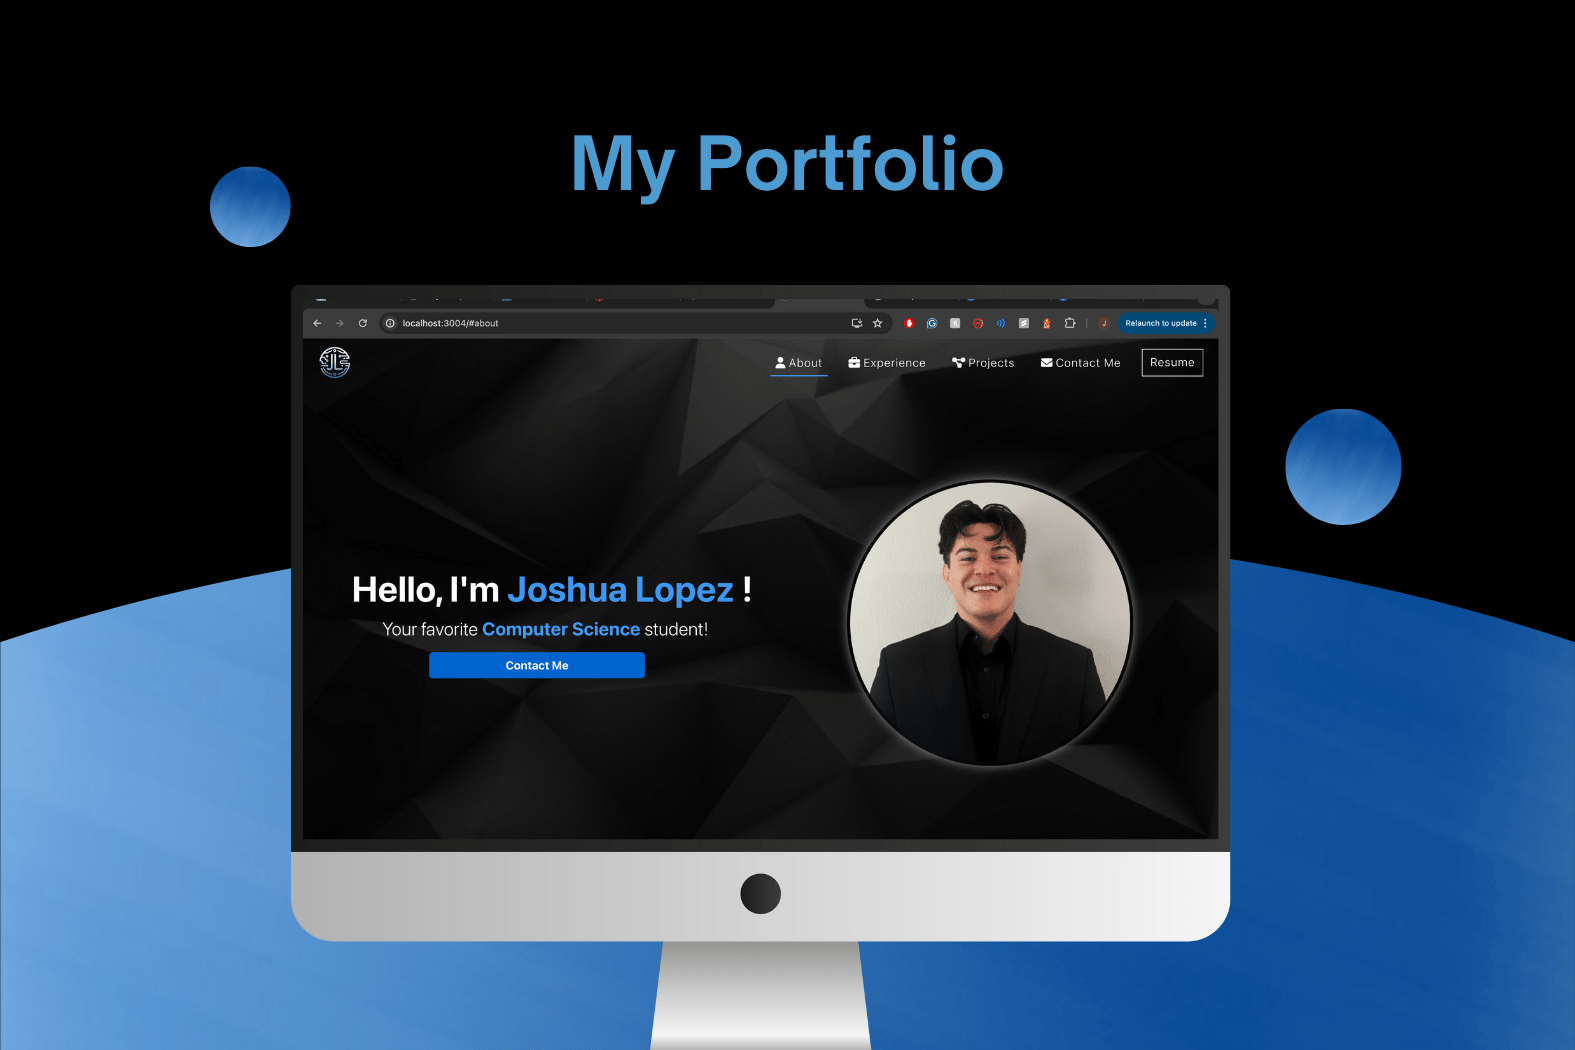 My Portfolio
localhost:3004/#about
J
Relaunch to update
JL
About
Experience
Projects
Contact Me
Resume
Hello, I'm Joshua Lopez !
Your favorite Computer Science student!
Contact Me